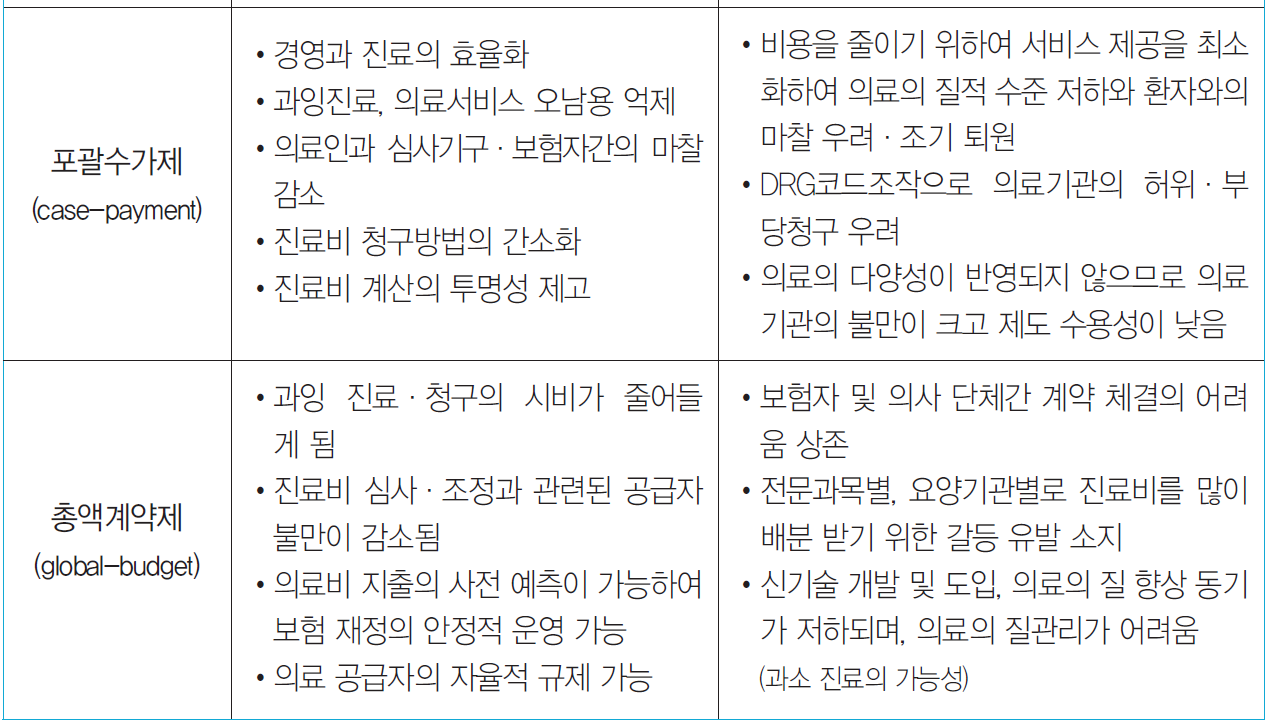 포괄수가제
(case-payment)
• 경영과 진료의 효율화
• 과잉진료, 의료서비스 오남용 억제
• 의료인과 심사기구 · 보험자간의 마찰
감소
• 진료비 청구방법의 간소화
• 진료비 계산의 투명성 제고
• 비용을 줄이기 위하여 서비스 제공을 최소
화하여 의료의 질적 수준 저하와 환자와의
마찰 우려 · 조기 퇴원
• DRG코드조작으로 의료기관의 허위 · 부
당청구 우려
• 의료의 다양성이 반영되지 않으므로 의료
기관의 불만이 크고 제도 수용성이 낮음
총액계약제
(global-budget)
• 과잉 진료 · 청구의 시비가 줄어들
게 됨
• 진료비 심사 · 조정과 관련된 공급자
불만이 감소됨
• 의료비 지출의 사전 예측이 가능하여
보험 재정의 안정적 운영 가능
• 의료 공급자의 자율적 규제 가능
• 보험자 및 의사 단체간 계약 체결의 어려
움 상존
• 전문과목별, 요양기관별로 진료비를 많이
배분 받기 위한 갈등 유발 소지
• 신기술 개발 및 도입, 의료의 질 향상 동기
가 저하되며, 의료의 질관리가 어려움
(과소 진료의 가능성)